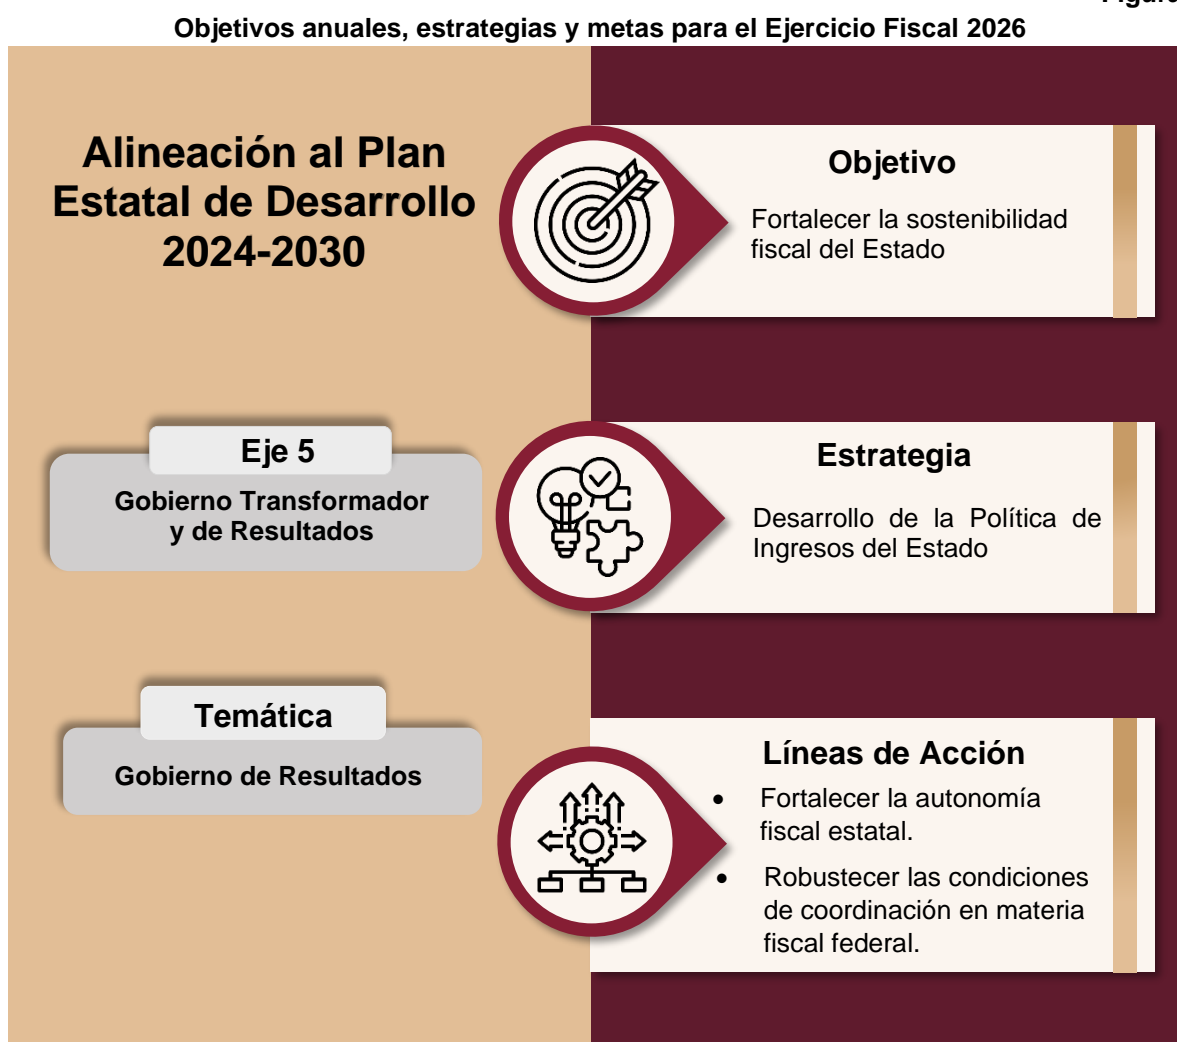 Objetivos anuales, estrategias y metas para el Ejercicio Fiscal 2026
Alineación al Plan
Estatal de Desarrollo
2024-2030
Eje 5
Gobierno Transformador
y de Resultados
Temática
Gobierno de Resultados
Objetivo
Fortalecer la sostenibilidad
fiscal del Estado
Estrategia
Desarrollo de la Política de
Ingresos del Estado
Líneas de Acción
• Fortalecer la autonomía
fiscal estatal.
• Robustecer las condiciones
de coordinación en materia
fiscal federal.